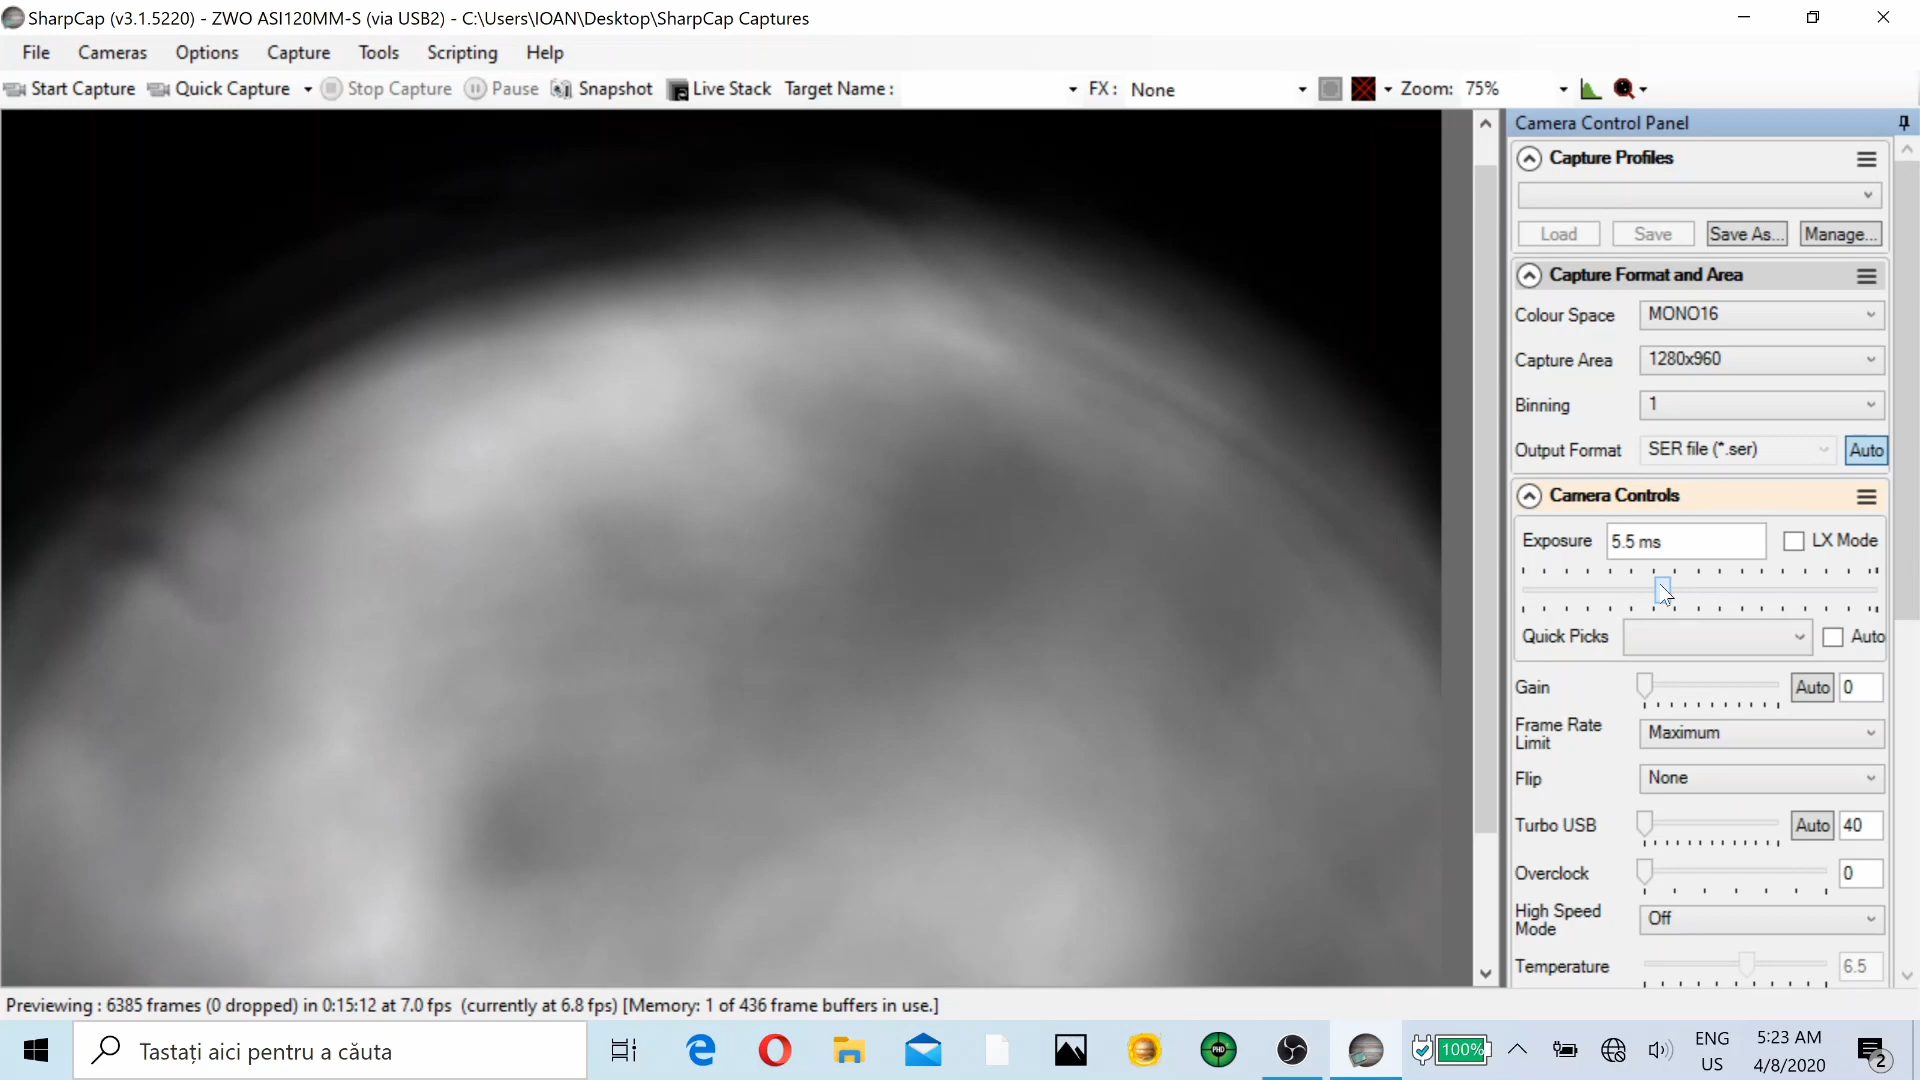 SharpCap (v3.1.5220) - ZWO ASI120MM-S (via USB2) - C:\Users\IOAN\Desktop\SharpCap Captures
File Cameras Options Capture Tools Scripting Help
Start Capture Quick Capture Stop Capture Pause Snapshot Live Stack Target Name : FX : None Zoom: 75%
Camera Control Panel
Capture Profiles
Load Save Save As... Manage...
Capture Format and Area
Colour Space MONO16
Capture Area 1280x960
Binning 1
Output Format SER file (*.ser) Auto
Camera Controls
Exposure 5.5 ms LX Mode
Quick Picks Auto
Gain Auto 0
Frame Rate Limit Maximum
Flip None
Turbo USB Auto 40
Overclock 0
High Speed Mode Off
Temperature 6.5
Previewing : 6385 frames (0 dropped) in 0:15:12 at 7.0 fps (currently at 6.8 fps) [Memory: 1 of 436 frame buffers in use.]
Tastați aici pentru a căuta PHD 100% ENG US 5:23 AM 4/8/2020 2